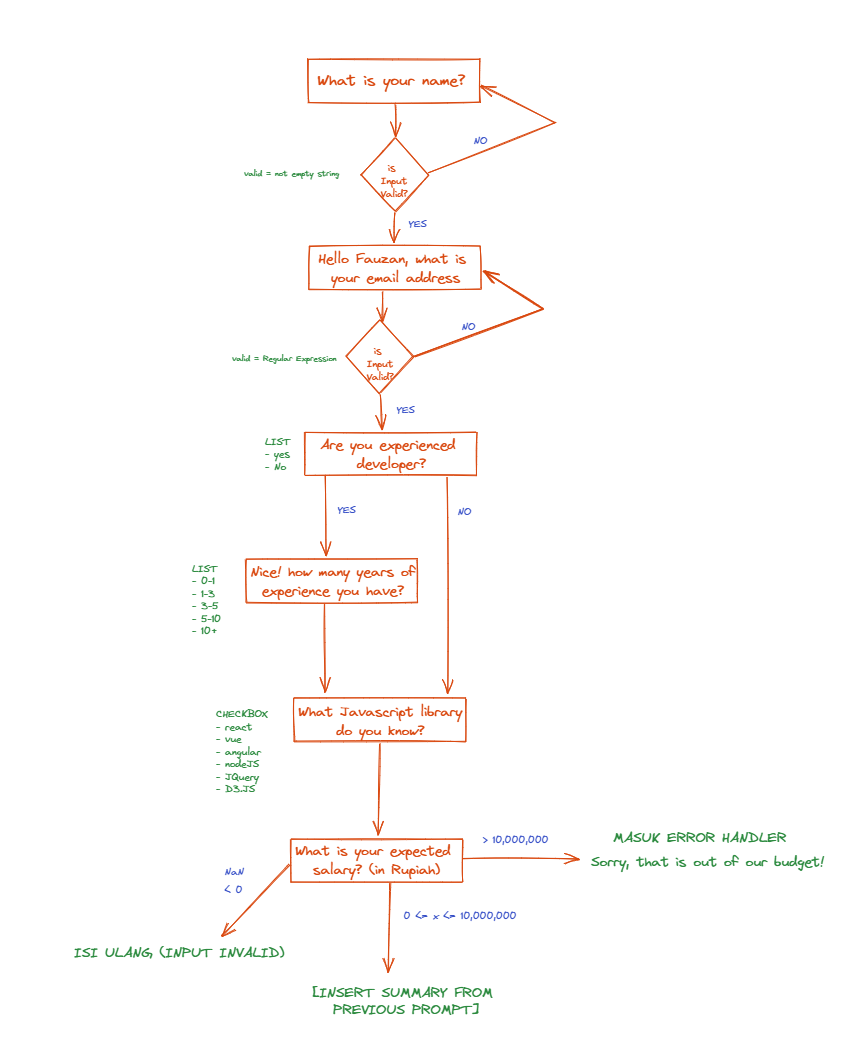 What is your name?
NO
valid = not empty string
is
Input
Valid?
YES
Hello Fauzan, what is
your email address
NO
valid = Regular Expression
is
Input
Valid?
YES
LIST
- yes
- No
Are you experienced
developer?
YES
NO
LIST
- 0-1
- 1-3
- 3-5
- 5-10
- 10+
Nice! how many years of
experience you have?
CHECKBOX
- react
- vue
- angular
- nodeJS
- JQuery
- D3.JS
What Javascript library
do you know?
What is your expected
salary? (in Rupiah)
> 10,000,000
MASUK ERROR HANDLER
Sorry, that is out of our budget!
NaN
< 0
ISI ULANG, (INPUT INVALID)
0 <= x <= 10,000,000
[INSERT SUMMARY FROM
PREVIOUS PROMPT]